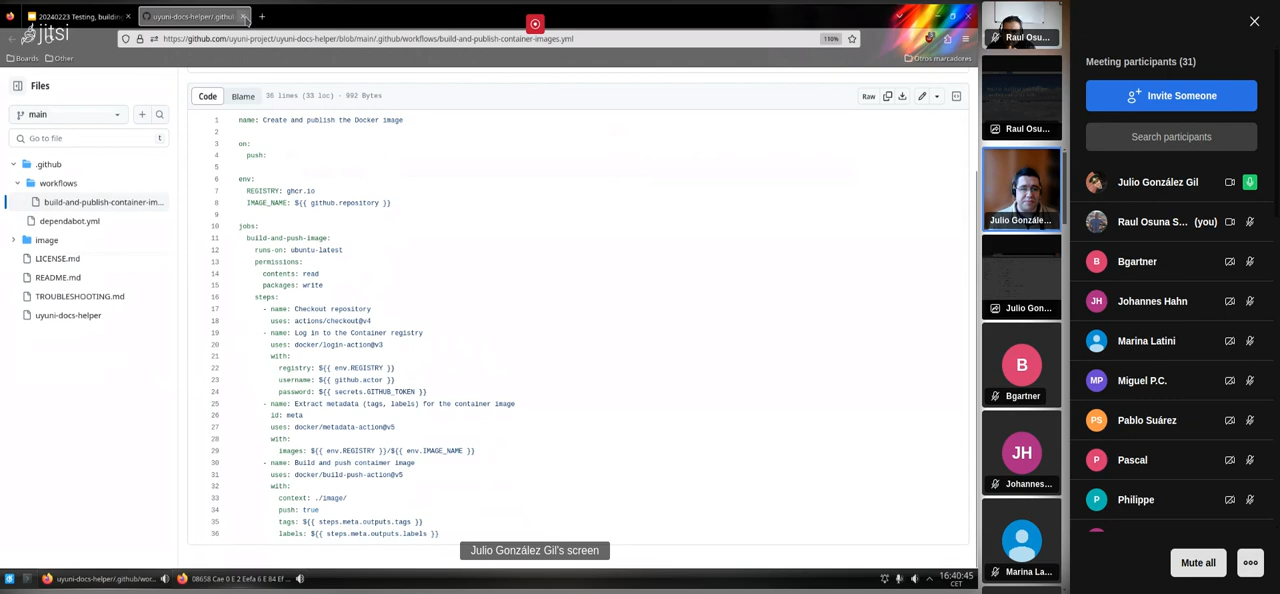 20240223 Testing, building
uyuni-docs-helper/.github
jitsi
https://github.com/uyuni-project/uyuni-docs-helper/blob/main/.github/workflows/build-and-publish-container-images.yml
110%
Boards
Other
Otros marcadores
Files
main
Go to file
t
.github
workflows
build-and-publish-container-im...
dependabot.yml
image
LICENSE.md
README.md
TROUBLESHOOTING.md
uyuni-docs-helper
Code
Blame
36 lines (33 loc) · 992 Bytes
Raw
1 name: Create and publish the Docker image
2
3 on:
4 push:
5
6 env:
7 REGISTRY: ghcr.io
8 IMAGE_NAME: ${{ github.repository }}
9
10 jobs:
11 build-and-push-image:
12 runs-on: ubuntu-latest
13 permissions:
14 contents: read
15 packages: write
16 steps:
17 - name: Checkout repository
18 uses: actions/checkout@v4
19 - name: Log in to the Container registry
20 uses: docker/login-action@v3
21 with:
22 registry: ${{ env.REGISTRY }}
23 username: ${{ github.actor }}
24 password: ${{ secrets.GITHUB_TOKEN }}
25 - name: Extract metadata (tags, labels) for the container image
26 id: meta
27 uses: docker/metadata-action@v5
28 with:
29 images: ${{ env.REGISTRY }}/${{ env.IMAGE_NAME }}
30 - name: Build and push container image
31 uses: docker/build-push-action@v5
32 with:
33 context: ./image/
34 push: true
35 tags: ${{ steps.meta.outputs.tags }}
36 labels: ${{ steps.meta.outputs.labels }}
Julio González Gil's screen
uyuni-docs-helper/.github/wor...
08658 Cae 0 E 2 Eefa 6 E 84 Ef ...
16:40:45
CET
Raul Osu...
Raul Osu...
Julio Gonzále...
Julio Gon...
B
Bgartner
JH
Johannes...
Marina La...
Meeting participants (31)
Invite Someone
Search participants
Julio González Gil
Raul Osuna S... (you)
B
Bgartner
JH
Johannes Hahn
Marina Latini
MP
Miguel P.C.
PS
Pablo Suárez
P
Pascal
P
Philippe
Mute all